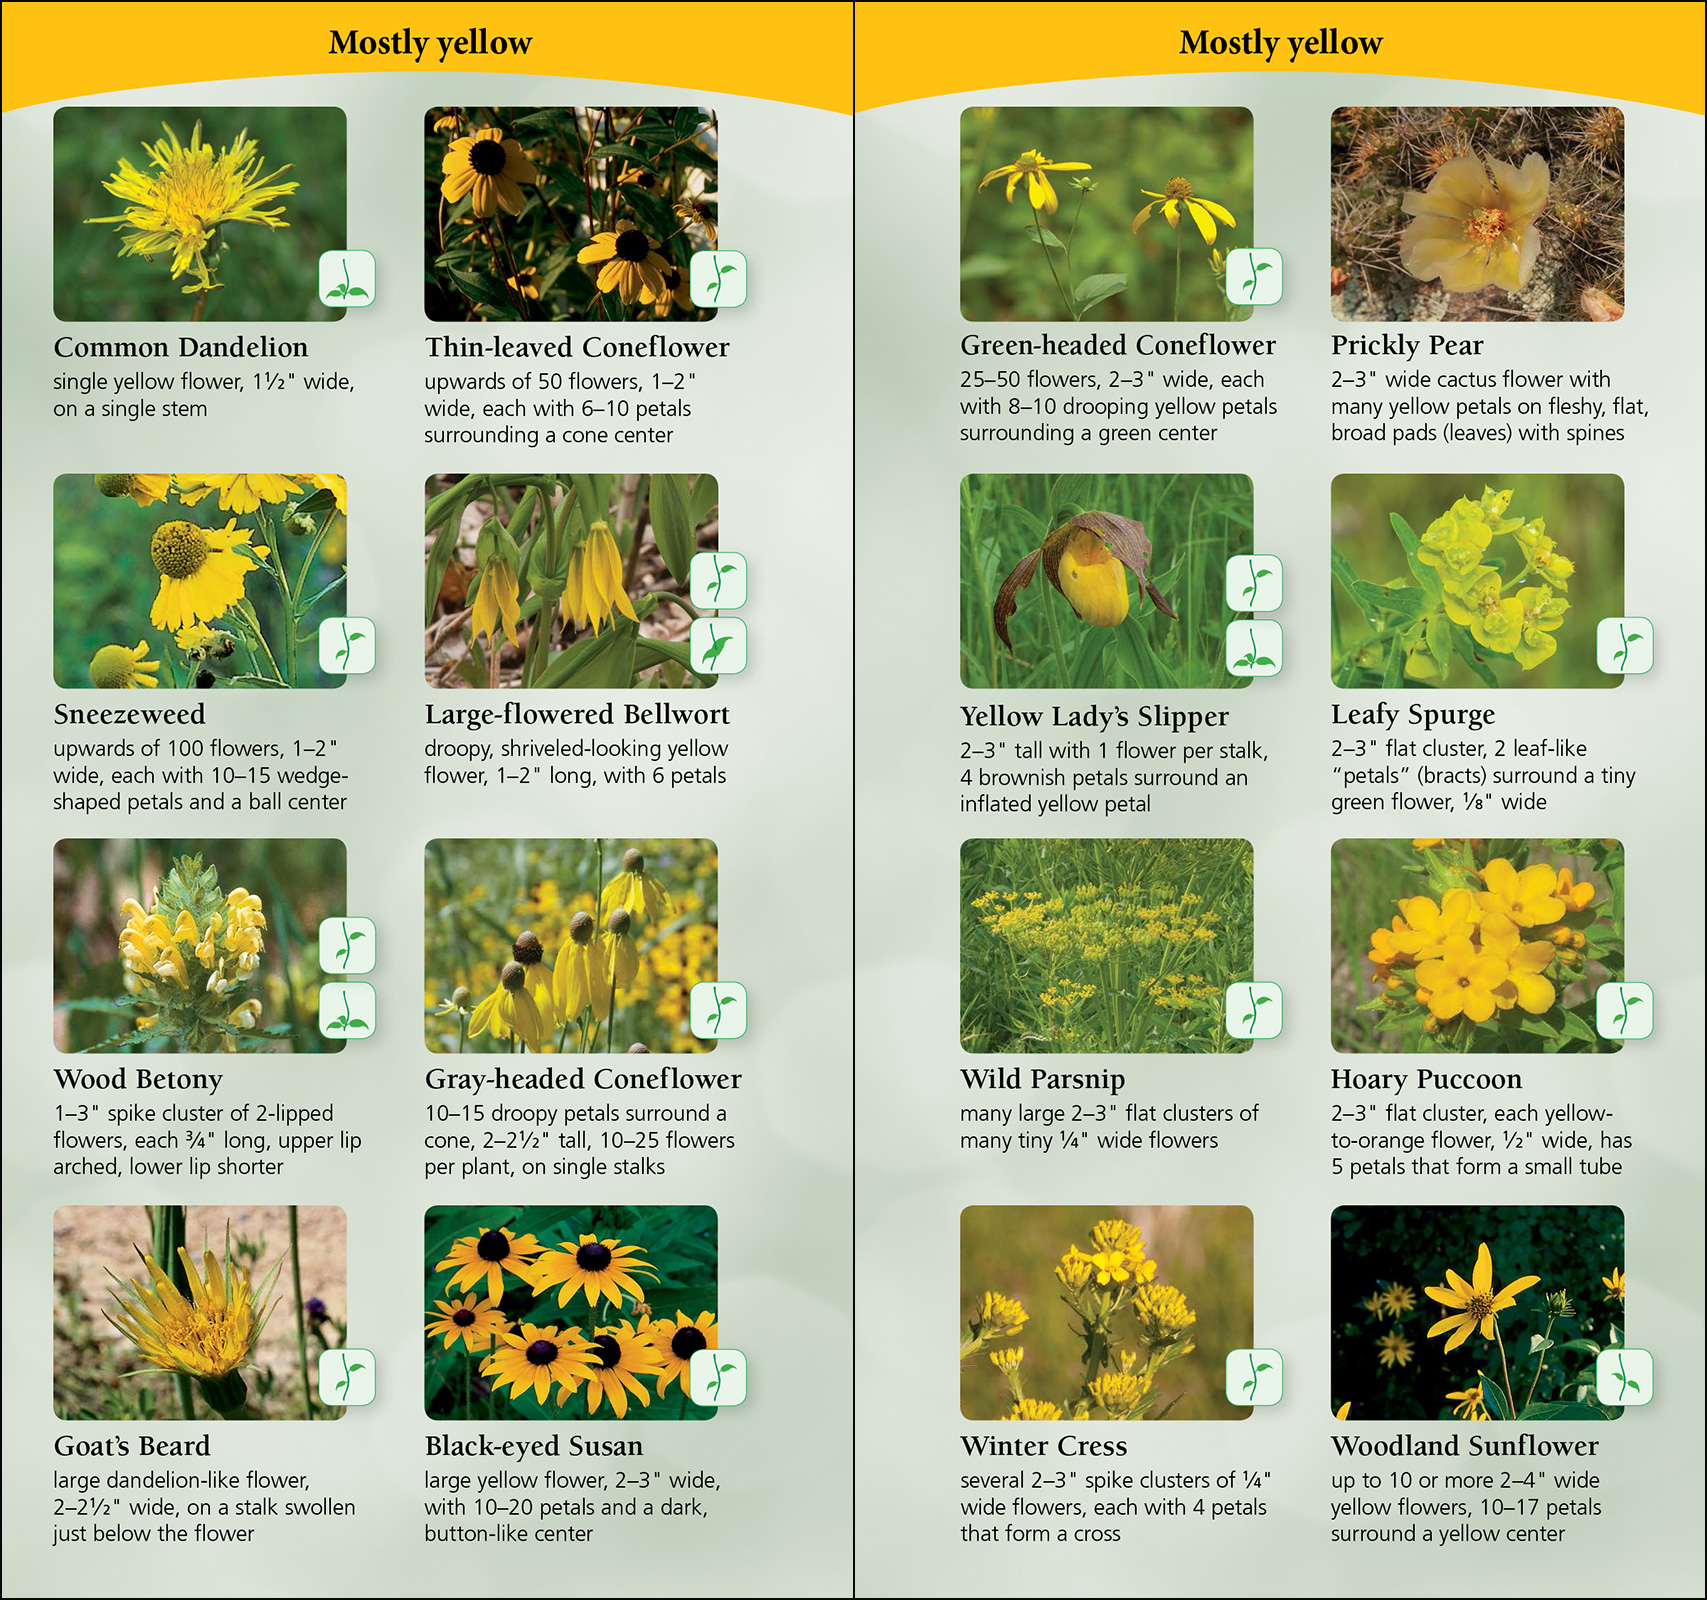 Mostly yellow
Common Dandelion
single yellow flower, 1½" wide,
on a single stem
Thin-leaved Coneflower
upwards of 50 flowers, 1–2"
wide, each with 6–10 petals
surrounding a cone center
Sneezeweed
upwards of 100 flowers, 1–2"
wide, each with 10–15 wedge-
shaped petals and a ball center
Large-flowered Bellwort
droopy, shriveled-looking yellow
flower, 1–2" long, with 6 petals
Wood Betony
1–3" spike cluster of 2-lipped
flowers, each ¾" long, upper lip
arched, lower lip shorter
Gray-headed Coneflower
10–15 droopy petals surround a
cone, 2–2½" tall, 10–25 flowers
per plant, on single stalks
Goat's Beard
large dandelion-like flower,
2–2½" wide, on a stalk swollen
just below the flower
Black-eyed Susan
large yellow flower, 2–3" wide,
with 10–20 petals and a dark,
button-like center
Mostly yellow
Green-headed Coneflower
25–50 flowers, 2–3" wide, each
with 8–10 drooping yellow petals
surrounding a green center
Prickly Pear
2–3" wide cactus flower with
many yellow petals on fleshy, flat,
broad pads (leaves) with spines
Yellow Lady's Slipper
2–3" tall with 1 flower per stalk,
4 brownish petals surround an
inflated yellow petal
Leafy Spurge
2–3" flat cluster, 2 leaf-like
“petals” (bracts) surround a tiny
green flower, ⅛" wide
Wild Parsnip
many large 2–3" flat clusters of
many tiny ¼" wide flowers
Hoary Puccoon
2–3" flat cluster, each yellow-
to-orange flower, ½" wide, has
5 petals that form a small tube
Winter Cress
several 2–3" spike clusters of ¼"
wide flowers, each with 4 petals
that form a cross
Woodland Sunflower
up to 10 or more 2–4" wide
yellow flowers, 10–17 petals
surround a yellow center